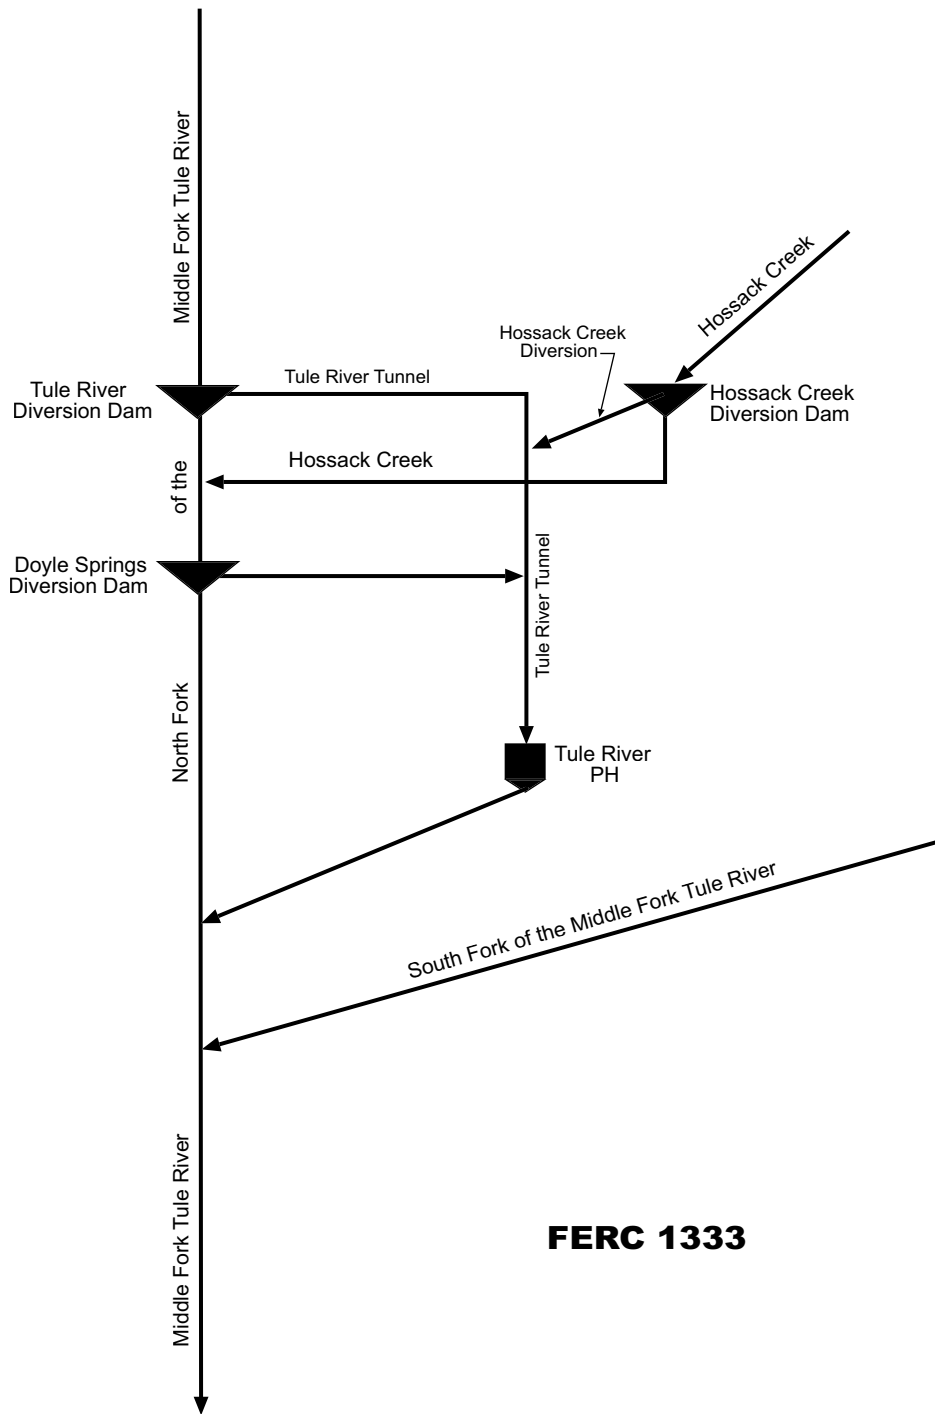 Middle Fork Tule River
Hossack Creek
Hossack Creek
Diversion
Tule River Tunnel
Tule River
Diversion Dam
Hossack Creek
Diversion Dam
Hossack Creek
of the
Doyle Springs
Diversion Dam
Tule River Tunnel
North Fork
Tule River
PH
South Fork of the Middle Fork Tule River
Middle Fork Tule River
FERC 1333